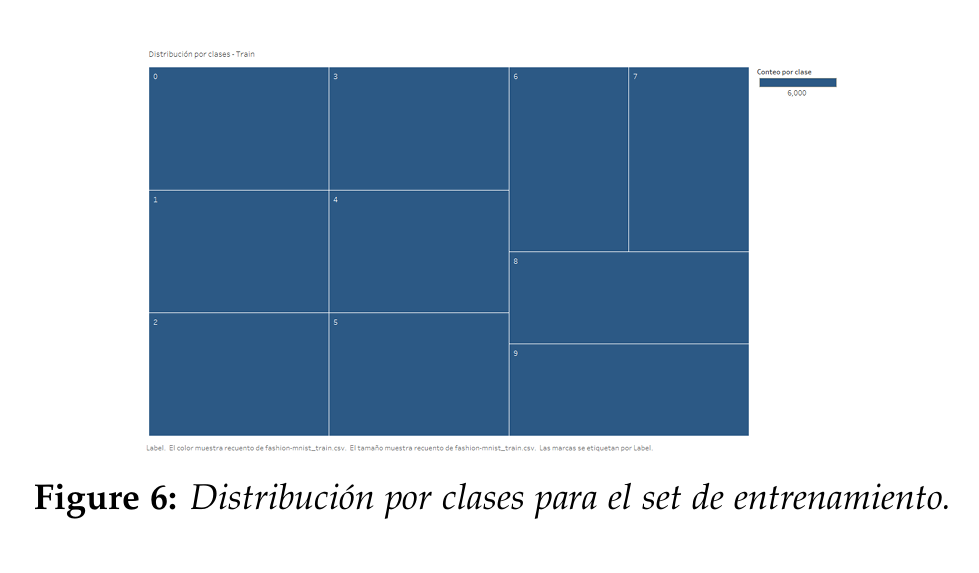 Distribución por clases - Train
0
3
6
7
1
4
2
5
8
9
Conteo por clase
6,000
Label. El color muestra recuento de fashion-mnist_train.csv. El tamaño muestra recuento de fashion-mnist_train.csv. Las marcas se etiquetan por Label.
Figure 6: Distribución por clases para el set de entrenamiento.